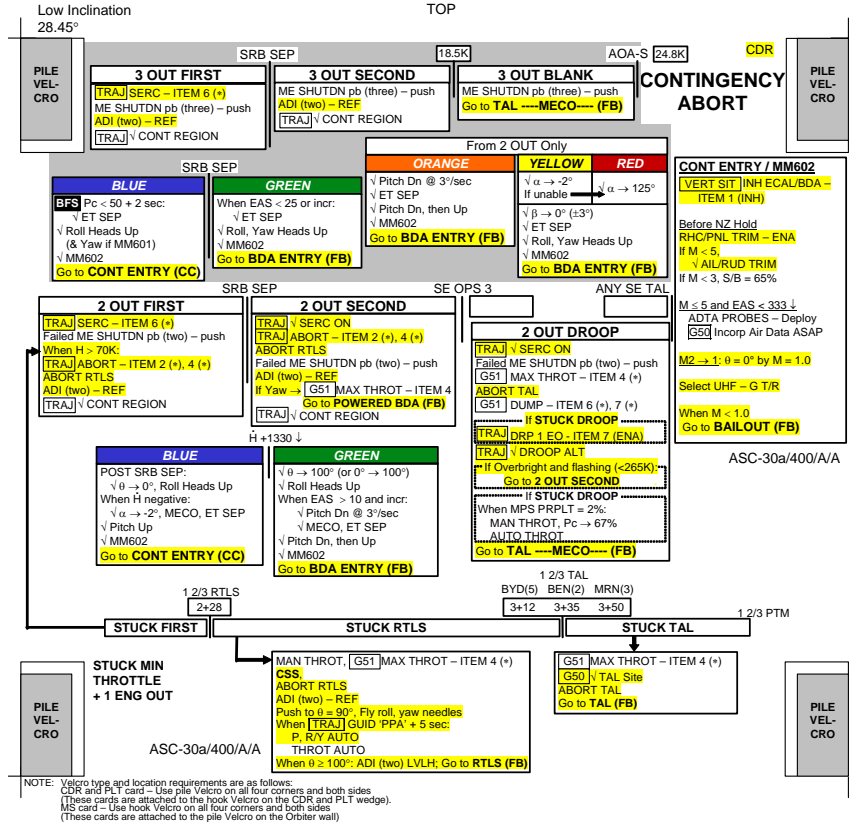 Low Inclination
28.45°
TOP
PILE
VEL-
CRO
SRB SEP
18.5K
AOA-S 24.8K
CDR
PILE
VEL-
CRO
3 OUT FIRST
TRAJ SERC – ITEM 6 (*)
ME SHUTDN pb (three) – push
ADI (two) – REF
TRAJ √ CONT REGION
3 OUT SECOND
ME SHUTDN pb (three) – push
ADI (two) – REF
TRAJ √ CONT REGION
3 OUT BLANK
ME SHUTDN pb (three) – push
Go to TAL ----MECO---- (FB)
CONTINGENCY
ABORT
SRB SEP
BLUE
BFS Pc < 50 + 2 sec:
√ ET SEP
√ Roll Heads Up
(& Yaw if MM601)
√ MM602
Go to CONT ENTRY (CC)
GREEN
When EAS < 25 or incr:
√ ET SEP
√ Roll, Yaw Heads Up
√ MM602
Go to BDA ENTRY (FB)
From 2 OUT Only
ORANGE
√ Pitch Dn @ 3°/sec
√ ET SEP
√ Pitch Dn, then Up
√ MM602
Go to BDA ENTRY (FB)
YELLOW
RED
√ α → -2°
If unable
√ α → 125°
√ β → 0° (±3°)
√ ET SEP
√ Roll, Yaw Heads Up
√ MM602
Go to BDA ENTRY (FB)
CONT ENTRY / MM602
VERT SIT INH ECAL/BDA –
ITEM 1 (INH)
Before NZ Hold
RHC/PNL TRIM – ENA
If M < 5,
√ AIL/RUD TRIM
If M < 3, S/B = 65%
M ≤ 5 and EAS < 333 ↓
ADTA PROBES – Deploy
G50 Incorp Air Data ASAP
M2 → 1: θ = 0° by M = 1.0
Select UHF – G T/R
When M < 1.0
Go to BAILOUT (FB)
ASC-30a/400/A/A
SRB SEP
SE OPS 3
ANY SE TAL
2 OUT FIRST
TRAJ SERC – ITEM 6 (*)
Failed ME SHUTDN pb (two) – push
When H > 70K:
TRAJ ABORT – ITEM 2 (*), 4 (*)
ABORT RTLS
ADI (two) – REF
TRAJ √ CONT REGION
2 OUT SECOND
TRAJ √ SERC ON
TRAJ ABORT – ITEM 2 (*), 4 (*)
ABORT RTLS
Failed ME SHUTDN pb (two) – push
ADI (two) – REF
If Yaw → G51 MAX THROT – ITEM 4
Go to POWERED BDA (FB)
TRAJ √ CONT REGION
2 OUT DROOP
TRAJ √ SERC ON
Failed ME SHUTDN pb (two) – push
G51 MAX THROT – ITEM 4 (*)
ABORT TAL
G51 DUMP – ITEM 6 (*), 7 (*)
If STUCK DROOP
TRAJ DRP 1 EO - ITEM 7 (ENA)
TRAJ √ DROOP ALT
If Overbright and flashing (<265K):
Go to 2 OUT SECOND
If STUCK DROOP
When MPS PRPLT = 2%:
MAN THROT, Pc → 67%
AUTO THROT
Go to TAL ----MECO---- (FB)
Ḣ +1330 ↓
BLUE
POST SRB SEP:
√ θ → 0°, Roll Heads Up
When Ḣ negative:
√ α → -2°, MECO, ET SEP
√ Pitch Up
√ MM602
Go to CONT ENTRY (CC)
GREEN
√ θ → 100° (or 0° → 100°)
√ Roll Heads Up
When EAS > 10 and incr:
√ Pitch Dn @ 3°/sec
√ MECO, ET SEP
√ Pitch Dn, then Up
√ MM602
Go to BDA ENTRY (FB)
1 2/3 RTLS
2+28
1 2/3 TAL
BYD(5) BEN(2) MRN(3)
3+12 3+35 3+50
1 2/3 PTM
STUCK FIRST
STUCK RTLS
STUCK TAL
STUCK MIN
THROTTLE
+ 1 ENG OUT
MAN THROT, G51 MAX THROT – ITEM 4 (*)
CSS,
ABORT RTLS
ADI (two) – REF
Push to θ = 90°, Fly roll, yaw needles
When TRAJ GUID 'PPA' + 5 sec:
P, R/Y AUTO
THROT AUTO
When θ ≥ 100°: ADI (two) LVLH; Go to RTLS (FB)
G51 MAX THROT – ITEM 4 (*)
G50 √ TAL Site
ABORT TAL
Go to TAL (FB)
PILE
VEL-
CRO
PILE
VEL-
CRO
ASC-30a/400/A/A
NOTE: Velcro type and location requirements are as follows:
CDR and PLT card – Use pile Velcro on all four corners and both sides
(These cards are attached to the hook Velcro on the CDR and PLT wedge).
MS card – Use hook Velcro on all four corners and both sides
(These cards are attached to the pile Velcro on the Orbiter wall)